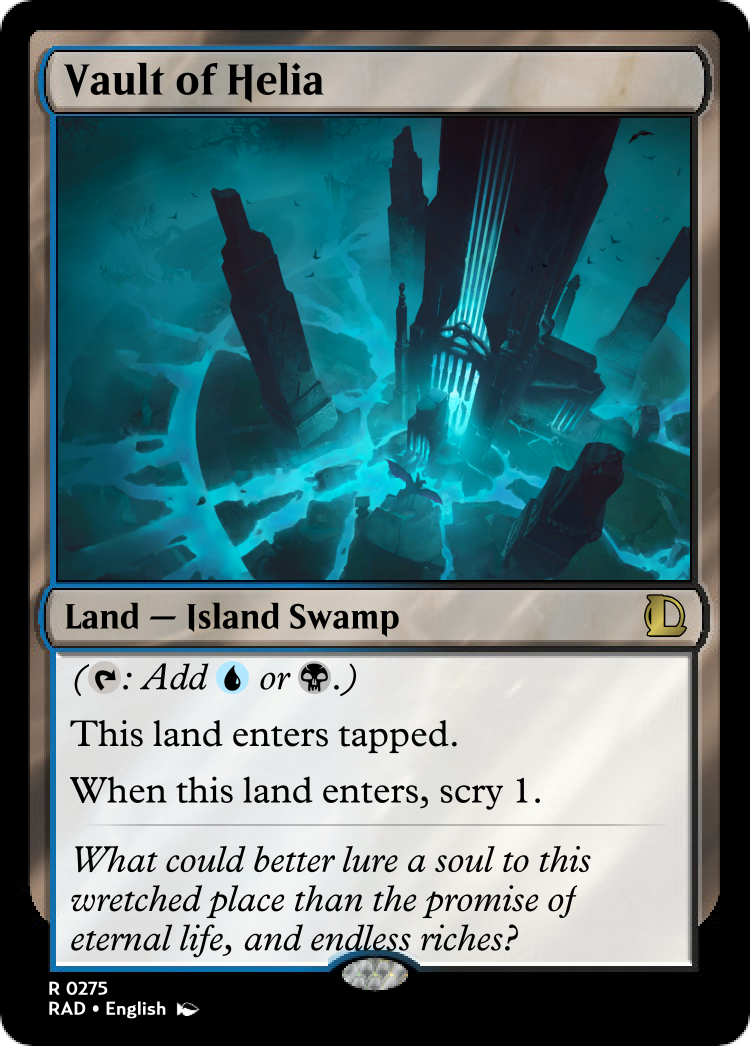 Vault of Helia
Land — Island Swamp
(: Add or .)
This land enters tapped.
When this land enters, scry 1.
What could better lure a soul to this
wretched place than the promise of
eternal life, and endless riches?
R 0275
RAD • English